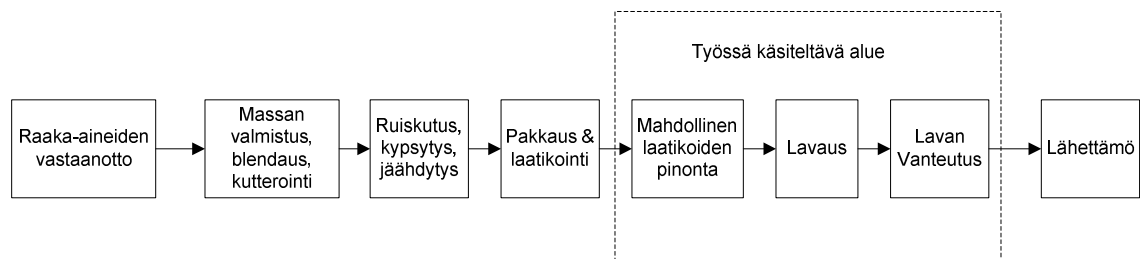 Työssä käsiteltävä alue
Raaka-aineiden
vastaanotto
Massan
valmistus,
blendaus,
kutterointi
Ruiskutus,
kypsytys,
jäähdytys
Pakkaus &
laatikointi
Mahdollinen
laatikoiden
pinonta
Lavaus
Lavan
Vanteutus
Lähettämö